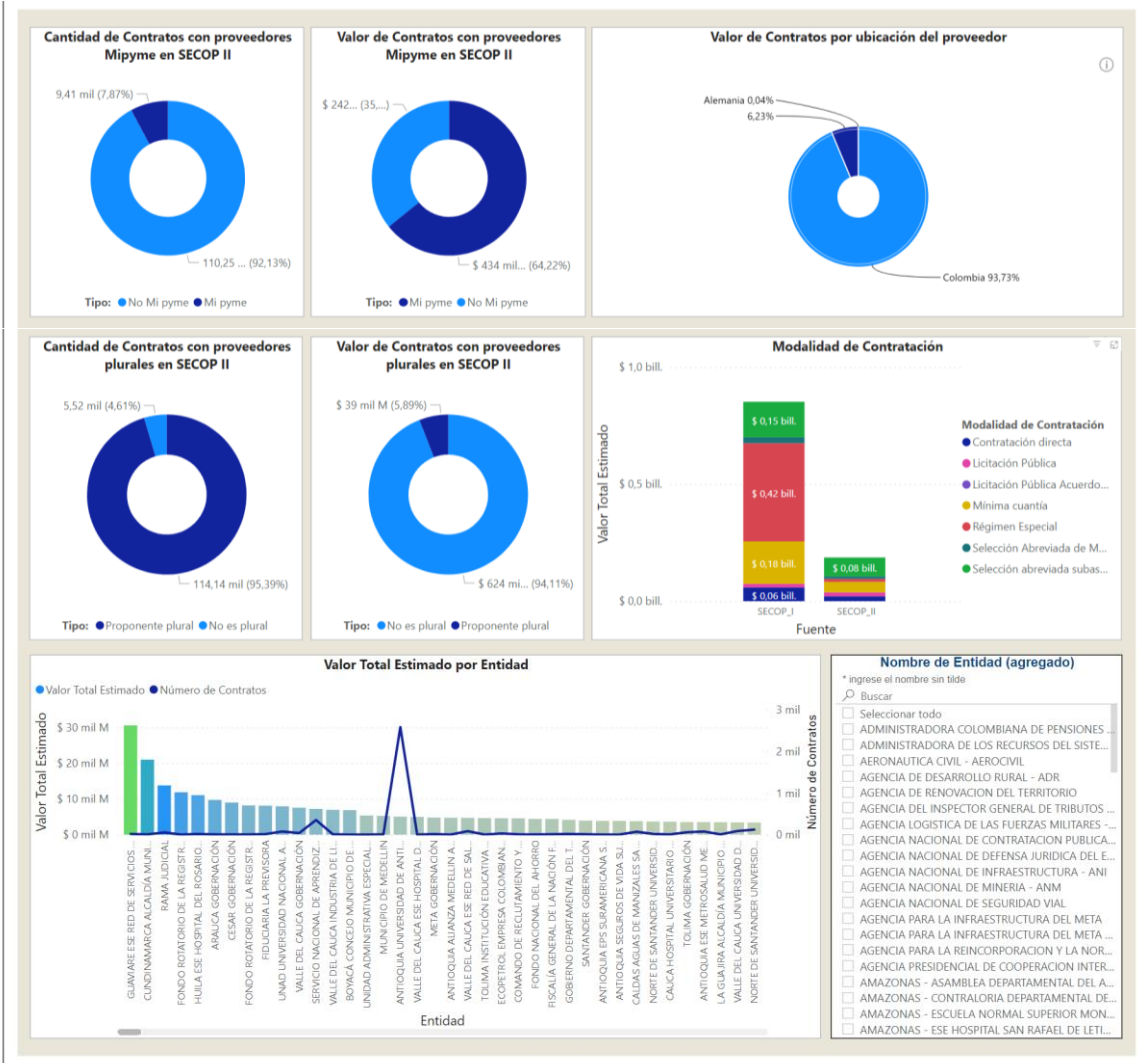 Cantidad de Contratos con proveedores
Mipyme en SECOP II
9,41 mil (7,87%)
110,25 ... (92,13%)
Tipo: No Mi pyme Mi pyme
Valor de Contratos con proveedores
Mipyme en SECOP II
$ 242... (35,...)
$ 434 mil... (64,22%)
Tipo: Mi pyme No Mi pyme
Valor de Contratos por ubicación del proveedor
Alemania 0,04%
6,23%
Colombia 93,73%
Cantidad de Contratos con proveedores
plurales en SECOP II
5,52 mil (4,61%)
114,14 mil (95,39%)
Tipo: Proponente plural No es plural
Valor de Contratos con proveedores
plurales en SECOP II
$ 39 mil M (5,89%)
$ 624 mi... (94,11%)
Tipo: No es plural Proponente plural
Modalidad de Contratación
Valor Total Estimado
$ 1,0 bill.
$ 0,5 bill.
$ 0,0 bill.
$ 0,15 bill.
$ 0,42 bill.
$ 0,18 bill.
$ 0,06 bill.
$ 0,08 bill.
SECOP_I
SECOP_II
Fuente
Modalidad de Contratación
Contratación directa
Licitación Pública
Licitación Pública Acuerdo...
Mínima cuantía
Régimen Especial
Selección Abreviada de M...
Selección abreviada subas...
Valor Total Estimado por Entidad
Valor Total Estimado Número de Contratos
Valor Total Estimado
$ 30 mil M
$ 20 mil M
$ 10 mil M
$ 0 mil M
3 mil
2 mil
1 mil
0 mil
Número de Contratos
GUAVIARE ESE RED DE SERVICIOS ...
CUNDINAMARCA ALCALDÍA MUNI...
RAMA JUDICIAL
FONDO ROTATORIO DE LA REGISTR...
HUILA ESE HOSPITAL DEL ROSARIO...
ARAUCA GOBERNACIÓN
CESAR GOBERNACIÓN
FONDO ROTATORIO DE LA REGISTR...
FIDUCIARIA LA PREVISORA
UNAD UNIVERSIDAD NACIONAL A...
VALLE DEL CAUCA GOBERNACIÓN
SERVICIO NACIONAL DE APRENDIZ...
VALLE DEL CAUCA INDUSTRIA DE LI...
BOYACÁ CONCEJO MUNICIPIO DE...
UNIDAD ADMINISTRATIVA ESPECIAL...
MUNICIPIO DE MEDELLIN
ANTIOQUIA UNIVERSIDAD DE ANTI...
VALLE DEL CAUCA ESE HOSPITAL D...
META GOBERNACIÓN
ANTIOQUIA ALIANZA MEDELLIN A...
VALLE DEL CAUCA ESE RED DE SAL...
TOLIMA INSTITUCIÓN EDUCATIVA ...
ECOPETROL EMPRESA COLOMBIAN...
COMANDO DE RECLUTAMIENTO Y ...
FONDO NACIONAL DEL AHORRO
FISCALÍA GENERAL DE LA NACIÓN F...
GOBIERNO DEPARTAMENTAL DEL T...
SANTANDER GOBERNACIÓN
ANTIOQUIA EPS SURAMERICANA S...
ANTIOQUIA SEGUROS DE VIDA SU...
CALDAS AGUAS DE MANIZALES SA ...
NORTE DE SANTANDER UNIVERSID...
CAUCA HOSPITAL UNIVERSITARIO ...
TOLIMA GOBERNACIÓN
ANTIOQUIA ESE METROSALUD ME...
LA GUAJIRA ALCALDÍA MUNICIPIO ...
VALLE DEL CAUCA UNIVERSIDAD D...
NORTE DE SANTANDER UNIVERSID...
Entidad
Nombre de Entidad (agregado)
* ingrese el nombre sin tilde
Buscar
Seleccionar todo
ADMINISTRADORA COLOMBIANA DE PENSIONES ...
ADMINISTRADORA DE LOS RECURSOS DEL SISTE...
AERONAUTICA CIVIL - AEROCIVIL
AGENCIA DE DESARROLLO RURAL - ADR
AGENCIA DE RENOVACION DEL TERRITORIO
AGENCIA DEL INSPECTOR GENERAL DE TRIBUTOS ...
AGENCIA LOGISTICA DE LAS FUERZAS MILITARES -...
AGENCIA NACIONAL DE CONTRATACION PUBLICA...
AGENCIA NACIONAL DE DEFENSA JURIDICA DEL E...
AGENCIA NACIONAL DE INFRAESTRUCTURA - ANI
AGENCIA NACIONAL DE MINERIA - ANM
AGENCIA NACIONAL DE SEGURIDAD VIAL
AGENCIA PARA LA INFRAESTRUCTURA DEL META
AGENCIA PARA LA INFRAESTRUCTURA DEL META ...
AGENCIA PARA LA REINCORPORACION Y LA NOR...
AGENCIA PRESIDENCIAL DE COOPERACION INTER...
AMAZONAS - ASAMBLEA DEPARTAMENTAL DEL A...
AMAZONAS - CONTRALORIA DEPARTAMENTAL DE...
AMAZONAS - ESCUELA NORMAL SUPERIOR MON...
AMAZONAS - ESE HOSPITAL SAN RAFAEL DE LETI...